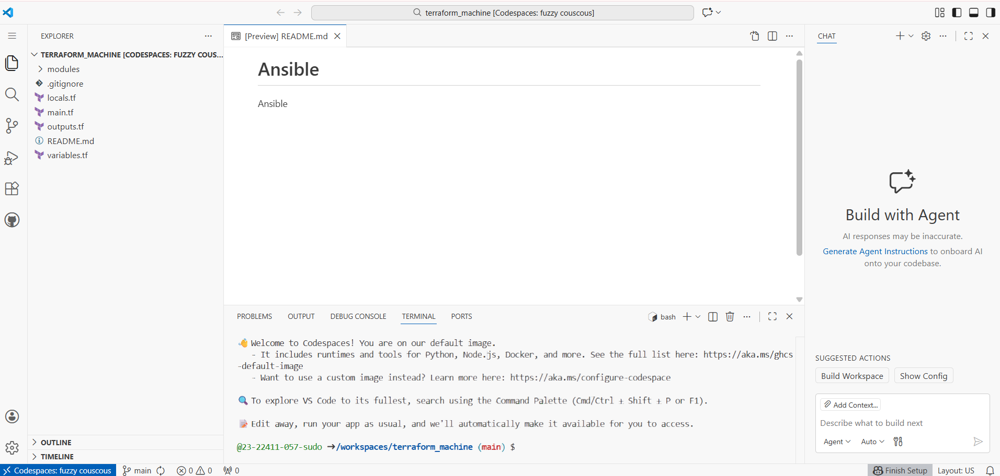 terraform_machine [Codespaces: fuzzy couscous]
EXPLORER
TERRAFORM_MACHINE [CODESPACES: FUZZY COUS...
modules
.gitignore
locals.tf
main.tf
outputs.tf
README.md
variables.tf
OUTLINE
TIMELINE
[Preview] README.md
Ansible
Ansible
PROBLEMS OUTPUT DEBUG CONSOLE TERMINAL PORTS
bash
👋 Welcome to Codespaces! You are on our default image.
- It includes runtimes and tools for Python, Node.js, Docker, and more. See the full list here: https://aka.ms/ghcs
-default-image
- Want to use a custom image instead? Learn more here: https://aka.ms/configure-codespace
🔍 To explore VS Code to its fullest, search using the Command Palette (Cmd/Ctrl + Shift + P or F1).
📝 Edit away, run your app as usual, and we'll automatically make it available for you to access.
@23-22411-057-sudo →/workspaces/terraform_machine (main) $
CHAT
Build with Agent
AI responses may be inaccurate.
Generate Agent Instructions to onboard AI
onto your codebase.
SUGGESTED ACTIONS
Build Workspace Show Config
Add Context...
Describe what to build next
Agent Auto
Codespaces: fuzzy couscous main 0 0 0 Finish Setup Layout: US